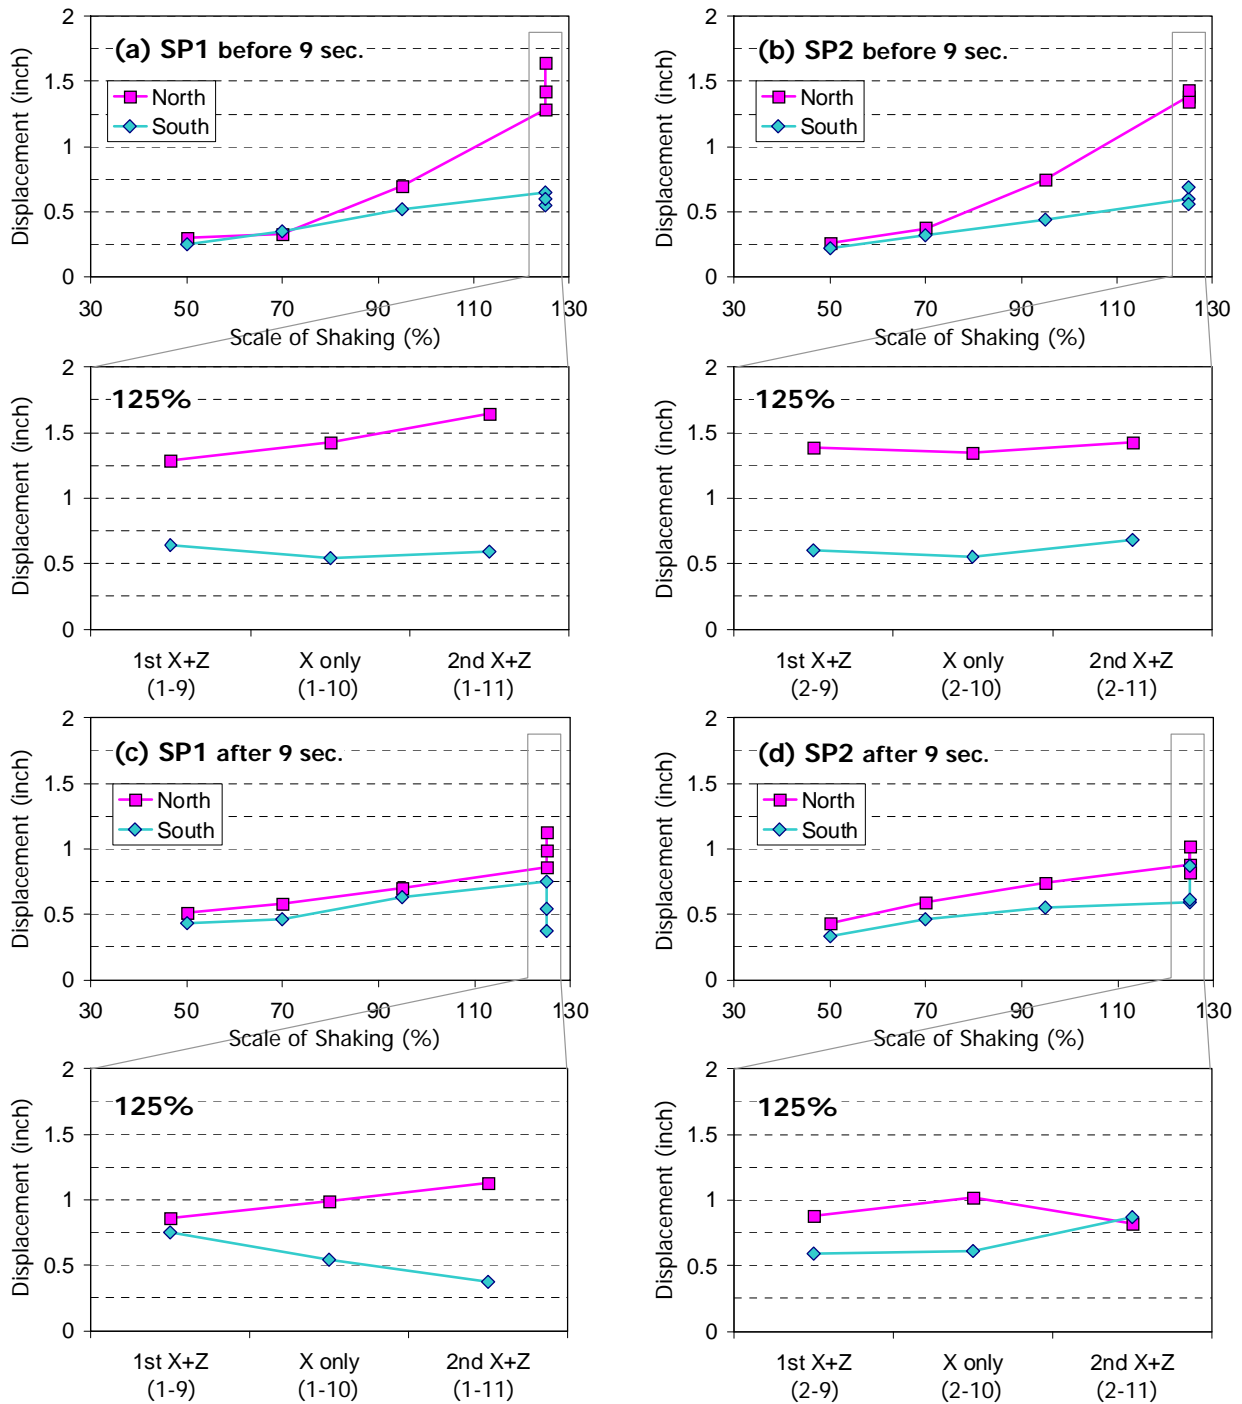 (a) SP1 before 9 sec.
Displacement (inch)
2
1.5
1
0.5
0
North
South
30 50 70 90 110 130
Scale of Shaking (%)
125%
Displacement (inch)
2
1.5
1
0.5
0
1st X+Z X only 2nd X+Z
(1-9) (1-10) (1-11)
(b) SP2 before 9 sec.
Displacement (inch)
2
1.5
1
0.5
0
North
South
30 50 70 90 110 130
Scale of Shaking (%)
125%
Displacement (inch)
2
1.5
1
0.5
0
1st X+Z X only 2nd X+Z
(2-9) (2-10) (2-11)
(c) SP1 after 9 sec.
Displacement (inch)
2
1.5
1
0.5
0
North
South
30 50 70 90 110 130
Scale of Shaking (%)
125%
Displacement (inch)
2
1.5
1
0.5
0
1st X+Z X only 2nd X+Z
(1-9) (1-10) (1-11)
(d) SP2 after 9 sec.
Displacement (inch)
2
1.5
1
0.5
0
North
South
30 50 70 90 110 130
Scale of Shaking (%)
125%
Displacement (inch)
2
1.5
1
0.5
0
1st X+Z X only 2nd X+Z
(2-9) (2-10) (2-11)